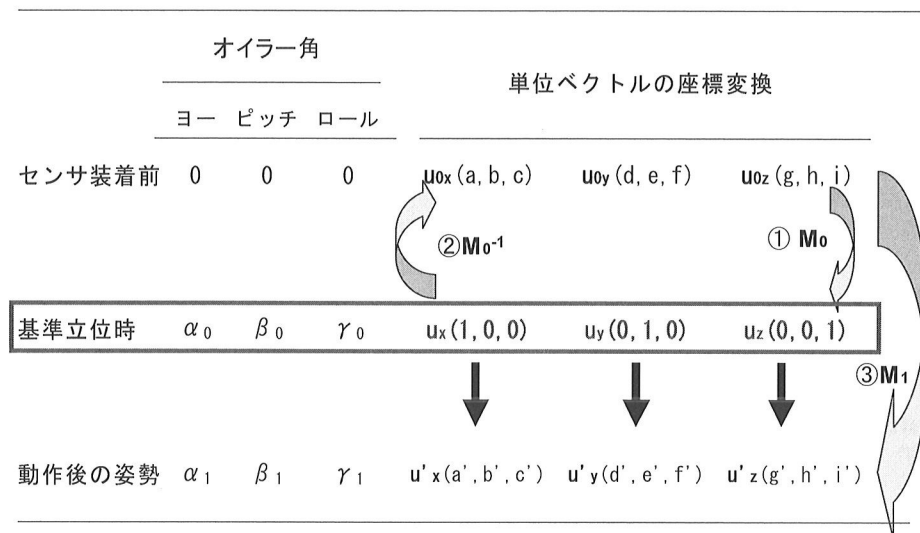 オイラー角
単位ベクトルの座標変換
ヨー ピッチ ロール
センサ装着前 0 0 0 u₀ₓ(a, b, c) u₀y(d, e, f) u₀z(g, h, i)
②M₀⁻¹ ① M₀
基準立位時 α₀ β₀ γ₀ uₓ(1, 0, 0) uy(0, 1, 0) uz(0, 0, 1)
③M₁
動作後の姿勢 α₁ β₁ γ₁ u'ₓ(a', b', c') u'y(d', e', f') u'z(g', h', i')